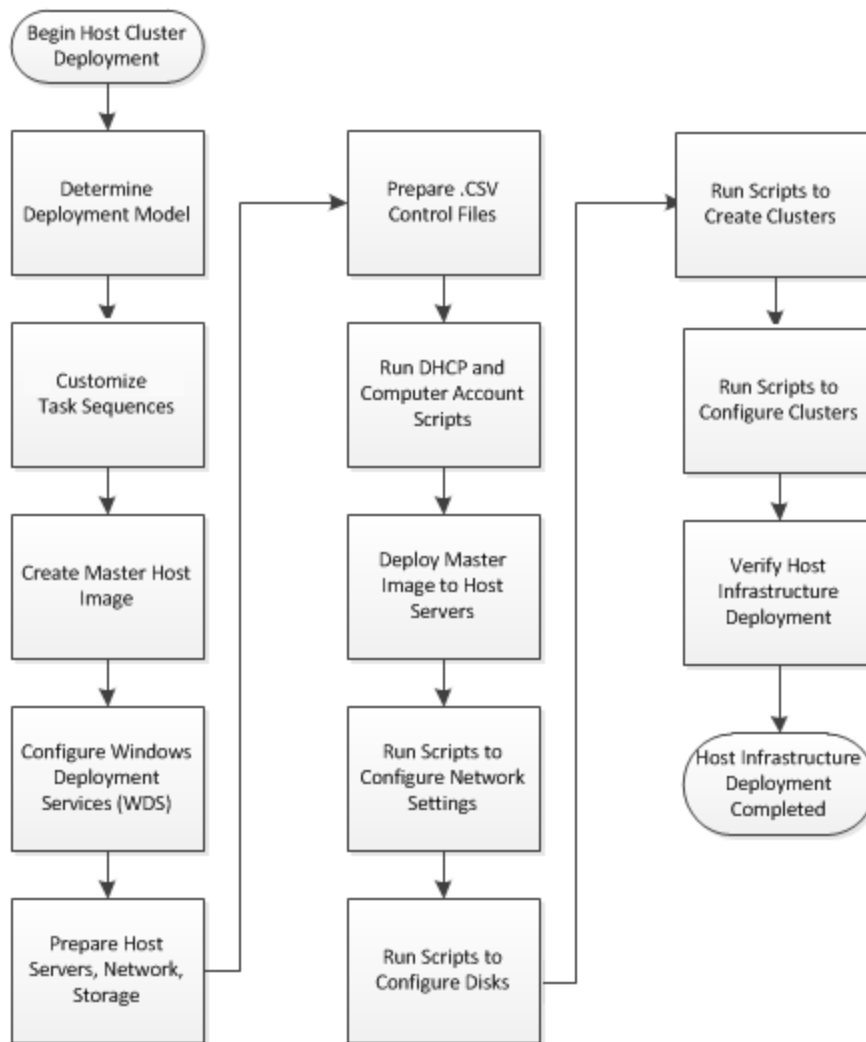 Begin Host Cluster
Deployment
Determine
Deployment Model
Customize
Task Sequences
Create Master Host
Image
Configure Windows
Deployment
Services (WDS)
Prepare Host
Servers, Network,
Storage
Prepare .CSV
Control Files
Run DHCP and
Computer Account
Scripts
Deploy Master
Image to Host
Servers
Run Scripts to
Configure Network
Settings
Run Scripts to
Configure Disks
Run Scripts to
Create Clusters
Run Scripts to
Configure Clusters
Verify Host
Infrastructure
Deployment
Host Infrastructure
Deployment
Completed